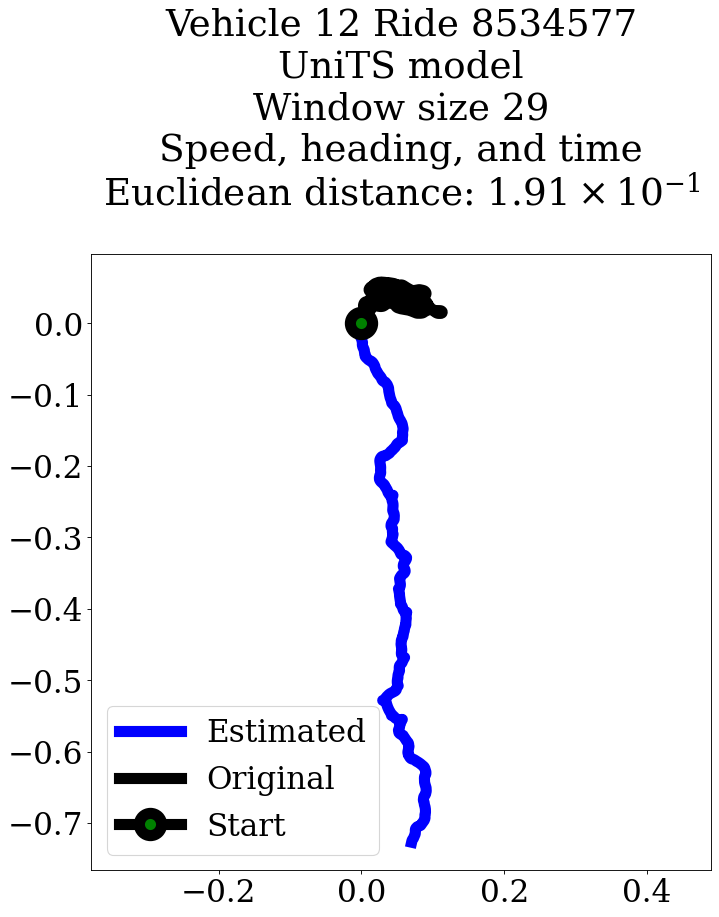 Vehicle 12 Ride 8534577
UniTS model
Window size 29
Speed, heading, and time
Euclidean distance: 1.91 × 10⁻¹
0.0
−0.1
−0.2
−0.3
−0.4
−0.5
−0.6
−0.7
Estimated
Original
Start
−0.2 0.0 0.2 0.4